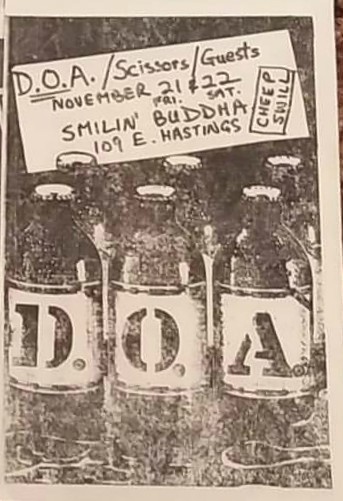 D.O.A. / Scissors / Guests
NOVEMBER 21 & 22
FRI. SAT.
SMILIN' BUDDHA
109 E. HASTINGS
CHEEP
SWILL
D. O. A.